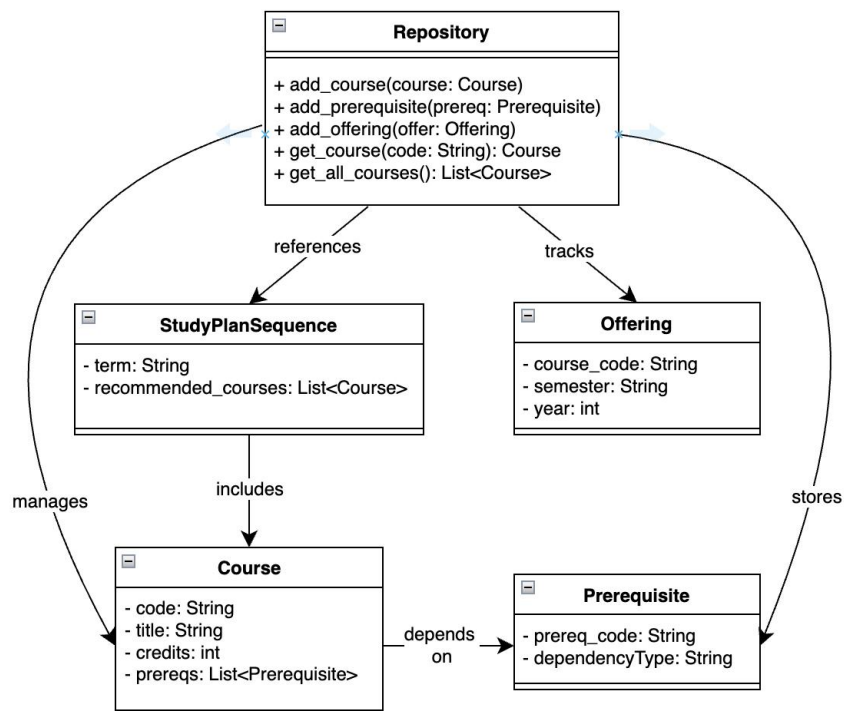 Repository
+ add_course(course: Course)
+ add_prerequisite(prereq: Prerequisite)
+ add_offering(offer: Offering)
+ get_course(code: String): Course
+ get_all_courses(): List<Course>
references
tracks
StudyPlanSequence
- term: String
- recommended_courses: List<Course>
Offering
- course_code: String
- semester: String
- year: int
manages
includes
stores
Course
- code: String
- title: String
- credits: int
- prereqs: List<Prerequisite>
depends
on
Prerequisite
- prereq_code: String
- dependencyType: String